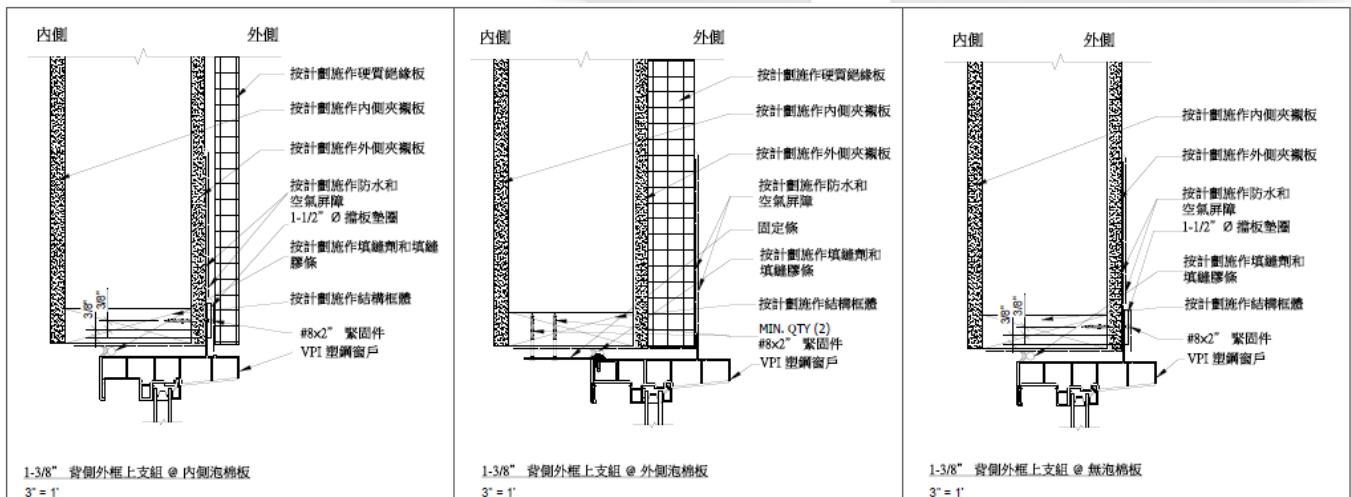 內側
外側
按計劃施作硬質絕緣板
按計劃施作內側夾襯板
按計劃施作外側夾襯板
按計劃施作防水和
空氣屏障
1-1/2" Ø 擋板墊圈
按計劃施作填縫劑和填縫
膠條
按計劃施作結構框體
3/8"
3/8"
#8x2" 緊固件
VPI 塑鋼窗戶
1-3/8" 背側外框上支組 @ 內側泡棉板
3" = 1'
內側
外側
按計劃施作硬質絕緣板
按計劃施作內側夾襯板
按計劃施作外側夾襯板
按計劃施作防水和
空氣屏障
固定條
按計劃施作填縫劑和
填縫膠條
按計劃施作結構框體
MIN. QTY (2)
#8x2" 緊固件
VPI 塑鋼窗戶
1-3/8" 背側外框上支組 @ 外側泡棉板
3" = 1'
內側
外側
按計劃施作內側夾襯板
按計劃施作外側夾襯板
按計劃施作防水和
空氣屏障
1-1/2" Ø 擋板墊圈
按計劃施作填縫劑和
填縫膠條
按計劃施作結構框體
3/8"
3/8"
#8x2" 緊固件
VPI 塑鋼窗戶
1-3/8" 背側外框上支組 @ 無泡棉板
3" = 1'